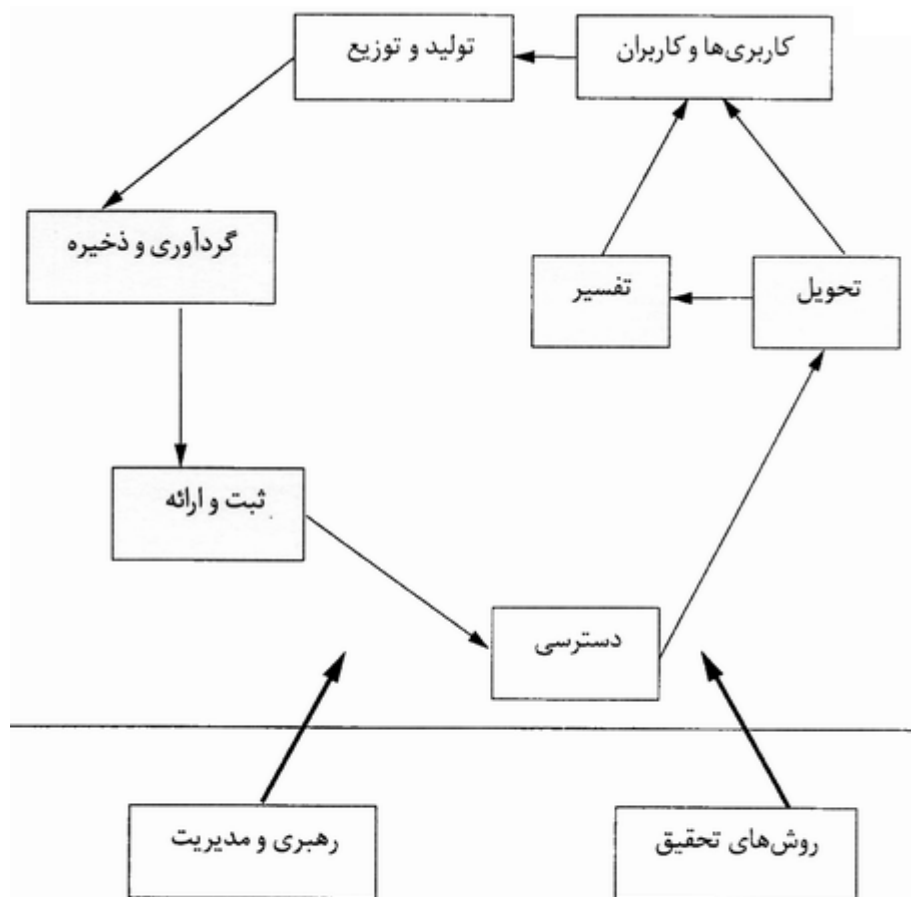 کاربری‌ها و کاربران
تولید و توزیع
گردآوری و ذخیره
تحویل
تفسیر
ثبت و ارائه
دسترسی
روش‌های تحقیق
رهبری و مدیریت